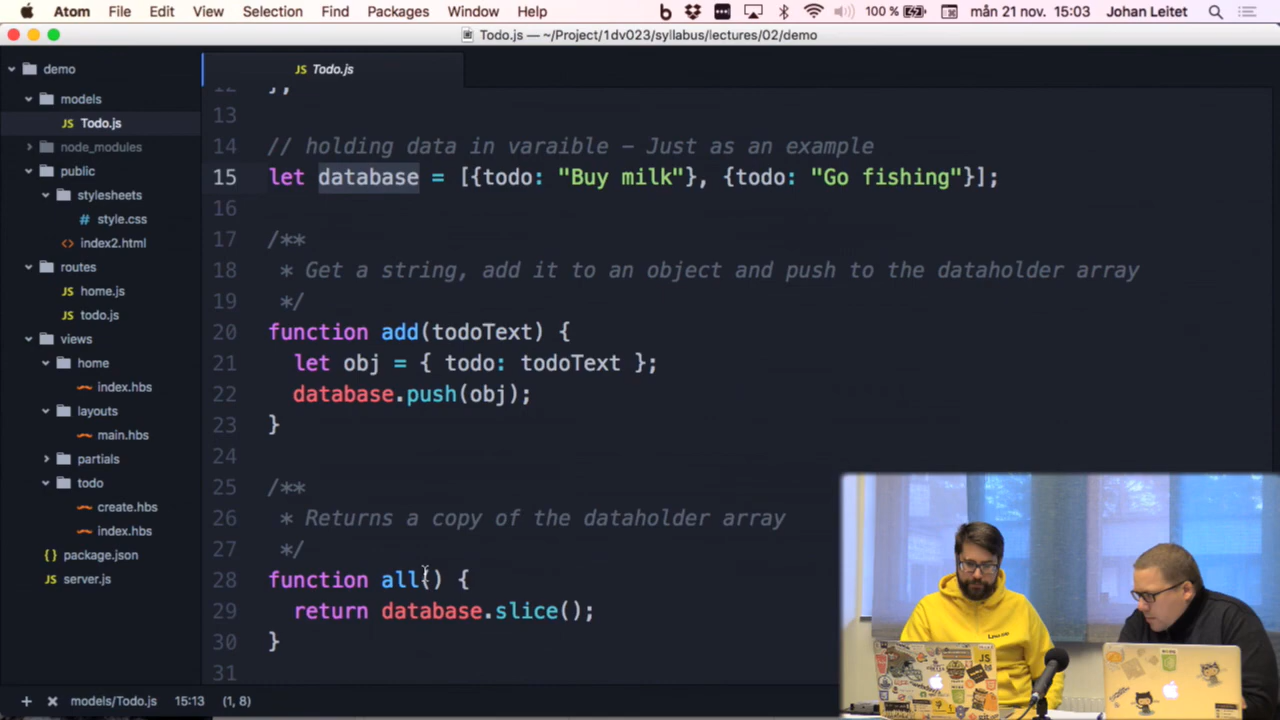 Atom File Edit View Selection Find Packages Window Help 100 % mån 21 nov. 15:03 Johan Leitet
Todo.js — ~/Project/1dv023/syllabus/lectures/02/demo
demo
models
JS Todo.js
node_modules
public
stylesheets
# style.css
<> index2.html
routes
JS home.js
JS todo.js
views
home
index.hbs
layouts
main.hbs
partials
todo
create.hbs
index.hbs
{} package.json
JS server.js
JS Todo.js
12 };
13
14 // holding data in varaible – Just as an example
15 let database = [{todo: "Buy milk"}, {todo: "Go fishing"}];
16
17 /**
18 * Get a string, add it to an object and push to the dataholder array
19 */
20 function add(todoText) {
21 let obj = { todo: todoText };
22 database.push(obj);
23 }
24
25 /**
26 * Returns a copy of the dataholder array
27 */
28 function all() {
29 return database.slice();
30 }
31
+ × models/Todo.js 15:13 (1, 8)
JS